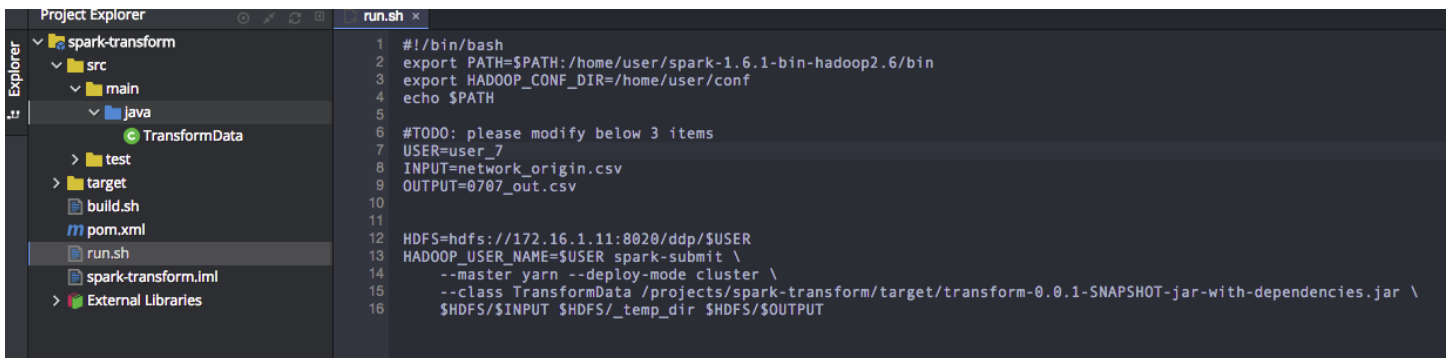 Project Explorer
run.sh ×
Explorer
spark-transform
src
main
java
C TransformData
test
target
build.sh
m pom.xml
run.sh
spark-transform.iml
External Libraries
1 #!/bin/bash
2 export PATH=$PATH:/home/user/spark-1.6.1-bin-hadoop2.6/bin
3 export HADOOP_CONF_DIR=/home/user/conf
4 echo $PATH
5
6 #TODO: please modify below 3 items
7 USER=user_7
8 INPUT=network_origin.csv
9 OUTPUT=0707_out.csv
10
11
12 HDFS=hdfs://172.16.1.11:8020/ddp/$USER
13 HADOOP_USER_NAME=$USER spark-submit \
14 --master yarn --deploy-mode cluster \
15 --class TransformData /projects/spark-transform/target/transform-0.0.1-SNAPSHOT-jar-with-dependencies.jar \
16 $HDFS/$INPUT $HDFS/_temp_dir $HDFS/$OUTPUT